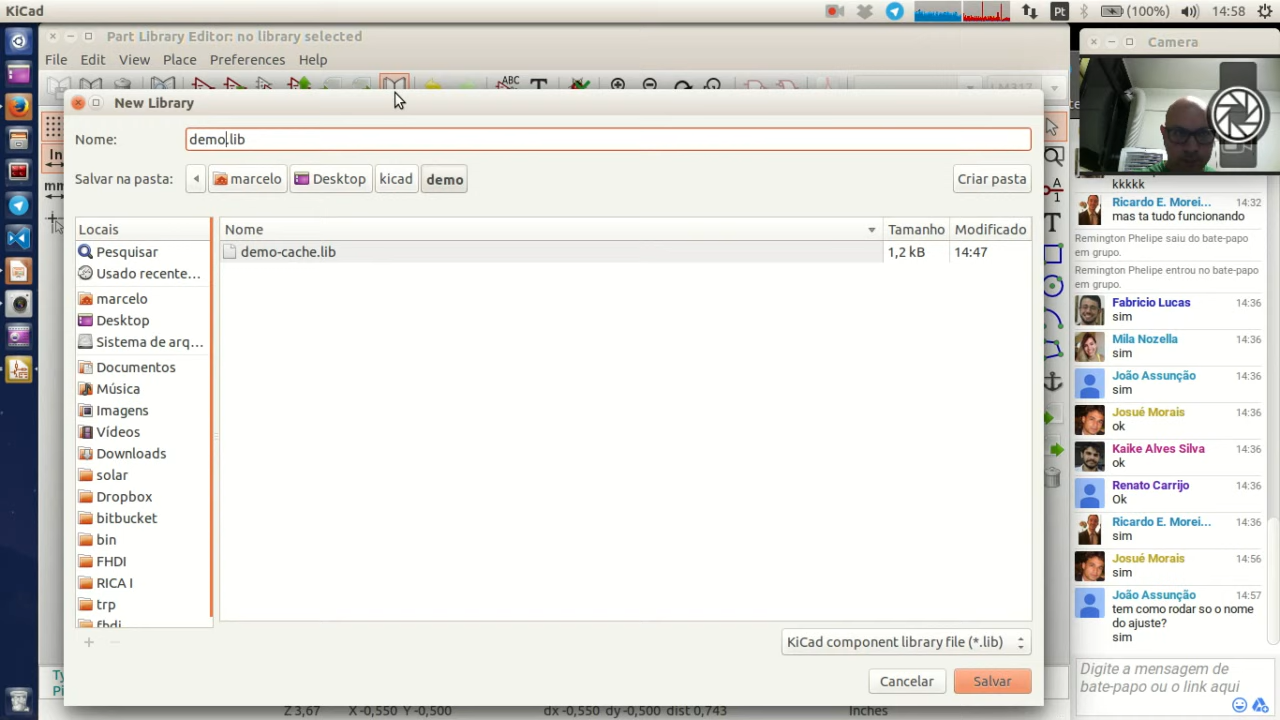 KiCad
Pt
(100%)
14:58
Part Library Editor: no library selected
File Edit View Place Preferences Help
ABC
LM317
New Library
Nome:
demo.lib
Salvar na pasta:
marcelo
Desktop
kicad
demo
Criar pasta
Locais
Pesquisar
Usado recente...
marcelo
Desktop
Sistema de arq...
Documentos
Música
Imagens
Vídeos
Downloads
solar
Dropbox
bitbucket
bin
FHDI
RICA I
trp
fhdi
Nome Tamanho Modificado
demo-cache.lib 1,2 kB 14:47
KiCad component library file (*.lib)
Cancelar
Salvar
In
mm
Ty
Pi
Z 3,67 X -0,550 Y -0,500 dx -0,550 dy -0,500 dist 0,743 Inches
Camera
kkkkk
Ricardo E. Morei... 14:32
mas ta tudo funcionando
Remington Phelipe saiu do bate-papo
em grupo.
Remington Phelipe entrou no bate-papo
em grupo.
Fabricio Lucas 14:36
sim
Mila Nozella 14:36
sim
João Assunção 14:36
sim
Josué Morais 14:36
ok
Kaike Alves Silva 14:36
ok
Renato Carrijo 14:36
Ok
Ricardo E. Morei... 14:36
sim
Josué Morais 14:56
sim
João Assunção 14:57
tem como rodar so o nome
do ajuste?
sim
Digite a mensagem de
bate-papo ou o link aqui